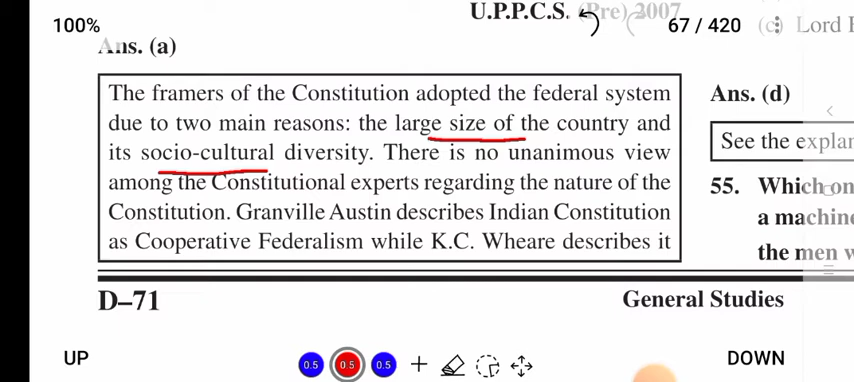 100%
U.P.P.C.S. (Pre) 2007
67 / 420
(c) Lord
Ans. (a)
The framers of the Constitution adopted the federal system
due to two main reasons: the large size of the country and
its socio-cultural diversity. There is no unanimous view
among the Constitutional experts regarding the nature of the
Constitution. Granville Austin describes Indian Constitution
as Cooperative Federalism while K.C. Wheare describes it
Ans. (d)
See the
55. Which on
a machine
the men w
D–71
General Studies
UP
0.5
0.5
0.5
DOWN